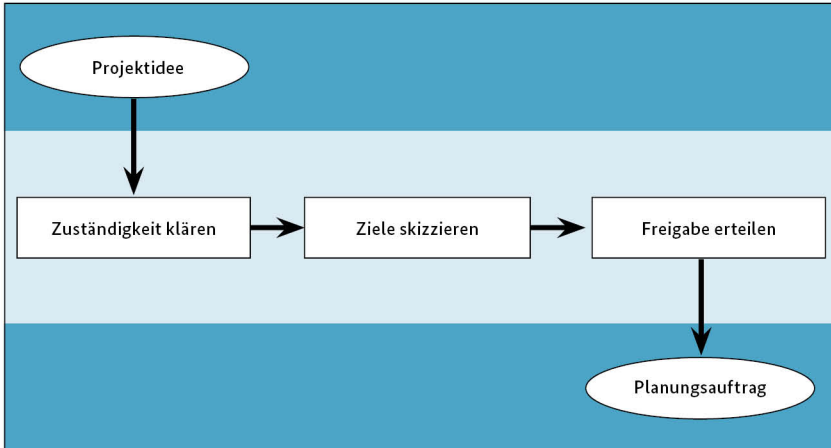 Projektidee
Zuständigkeit klären
Ziele skizzieren
Freigabe erteilen
Planungsauftrag